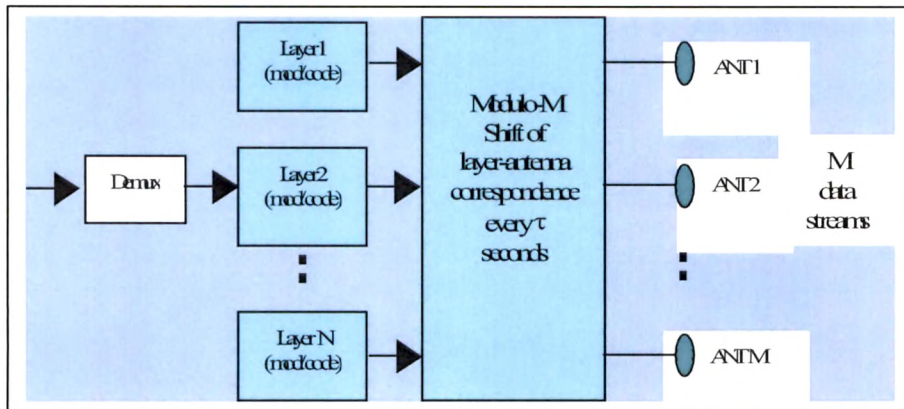 Layer1
(mod/code)
Demux
Layer2
(mod/code)
Layer N
(mod/code)
Modulo-M
Shift of
layer-antenna
correspondence
every τ
seconds
ANT1
ANT2
ANTM
M
data
streams